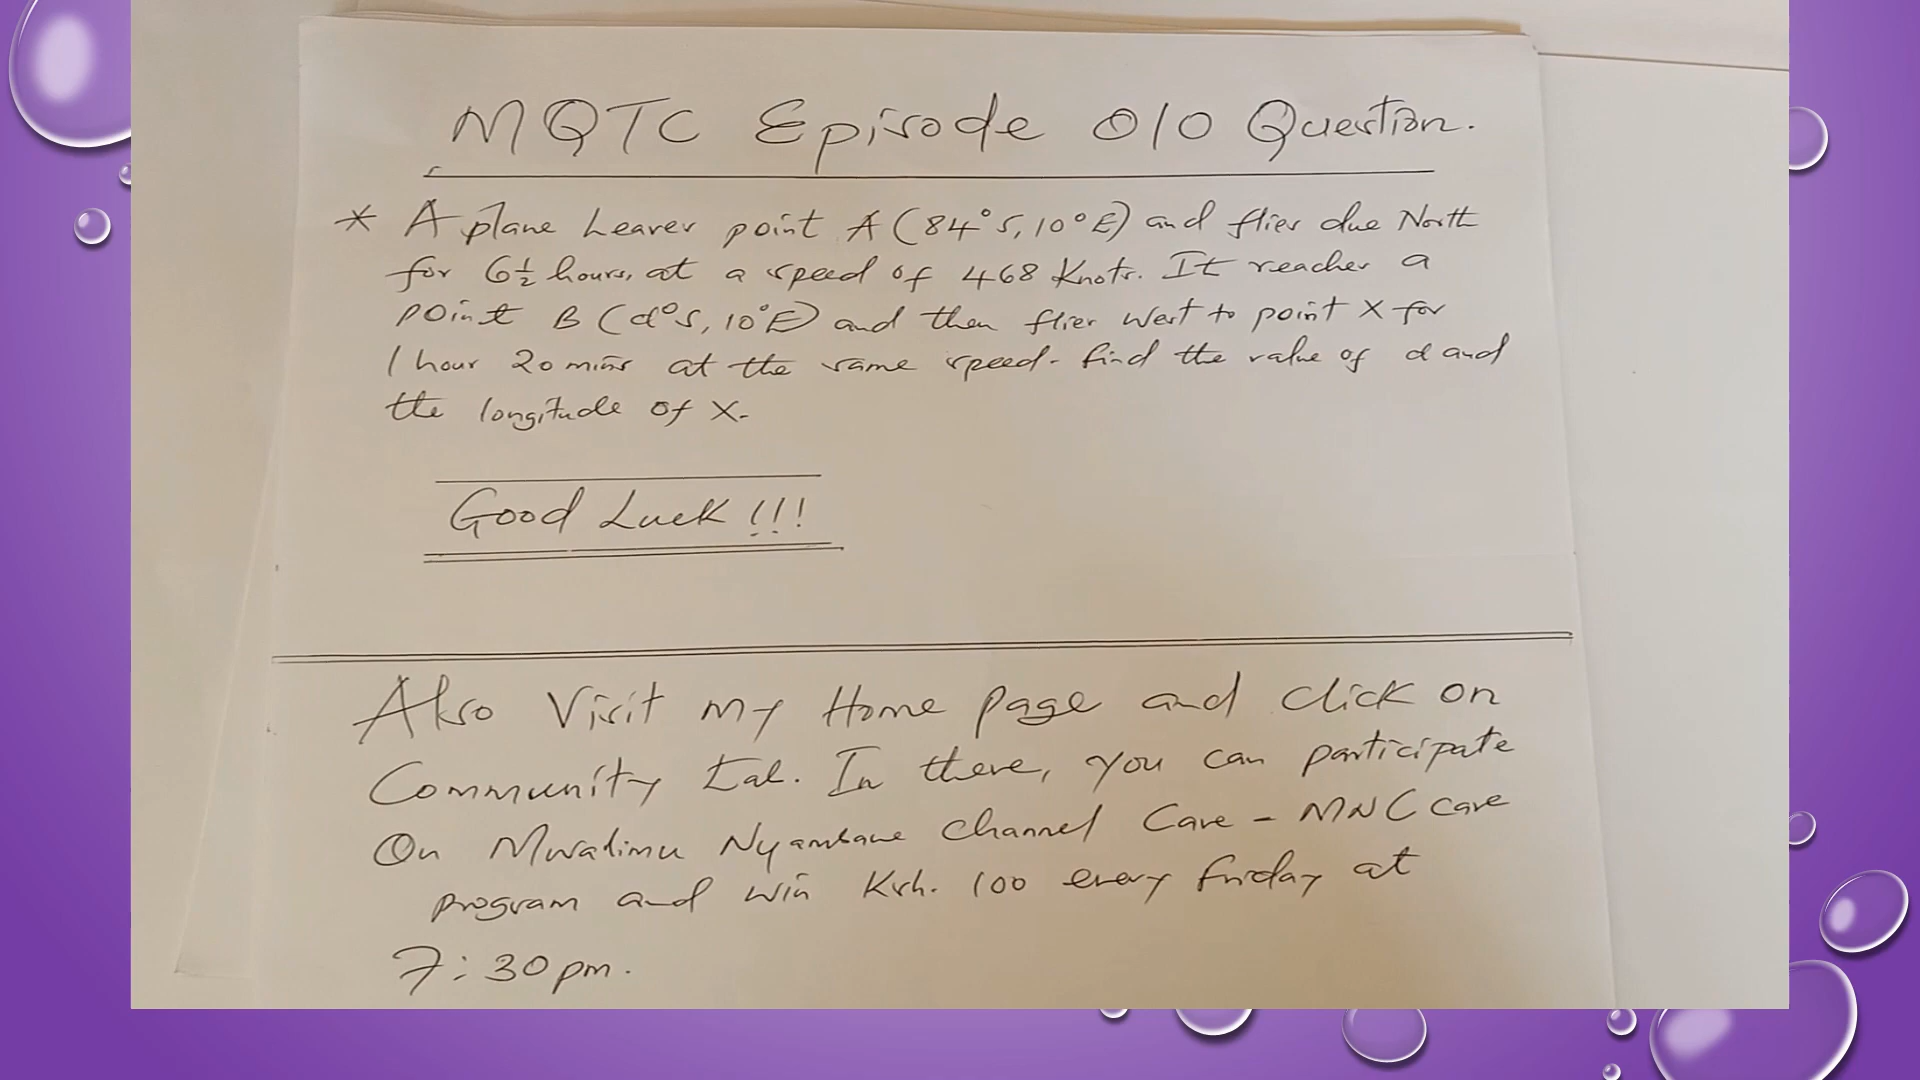 MQTC Episode 010 Question.
* A plane Leaves point A (84°S, 10°E) and flies due North
for 6½ hours, at a speed of 468 Knots. It reaches a
point B (d°S, 10°E) and then flies West to point X for
1 hour 20 mins at the same speed - find the value of d and
the longitude of X.
Good Luck !!!
Also Visit my Home page and Click on
Community tab. In there, you can participate
On Mwalimu Nyambane Channel Care - MNC care
program and win Ksh. 100 every friday at
7:30 pm.